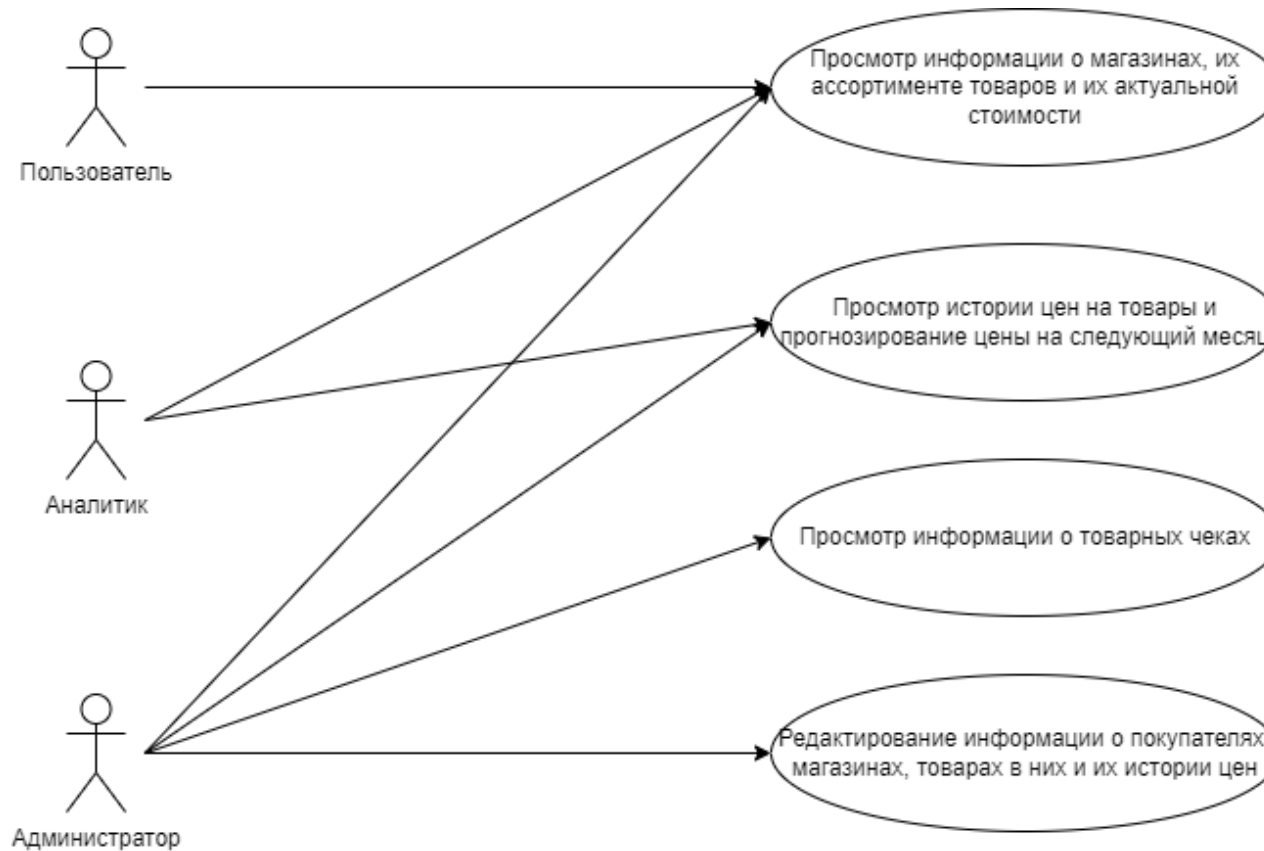 Пользователь
Просмотр информации о магазинах, их
ассортименте товаров и их актуальной
стоимости
Аналитик
Просмотр истории цен на товары и
прогнозирование цены на следующий месяц
Просмотр информации о товарных чеках
Администратор
Редактирование информации о покупателях,
магазинах, товарах в них и их истории цен